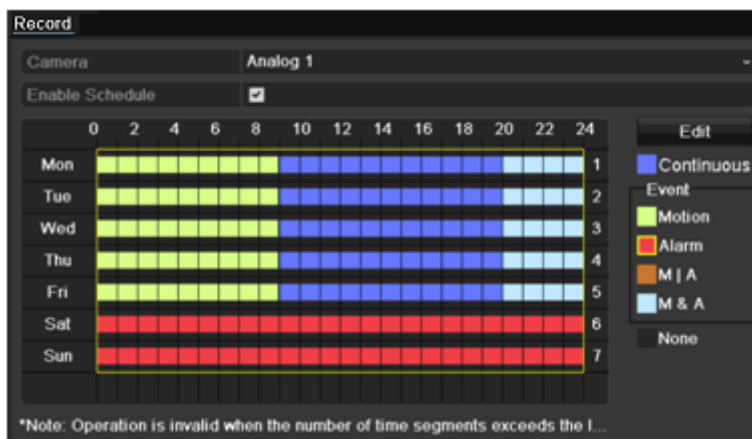 Record
Camera Analog 1
Enable Schedule
0 2 4 6 8 10 12 14 16 18 20 22 24
Edit
Mon 1
Continuous
Tue 2
Event
Wed 3
Motion
Thu 4
Alarm
Fri 5
M | A
Sat 6
M & A
Sun 7
None
*Note: Operation is invalid when the number of time segments exceeds the l...